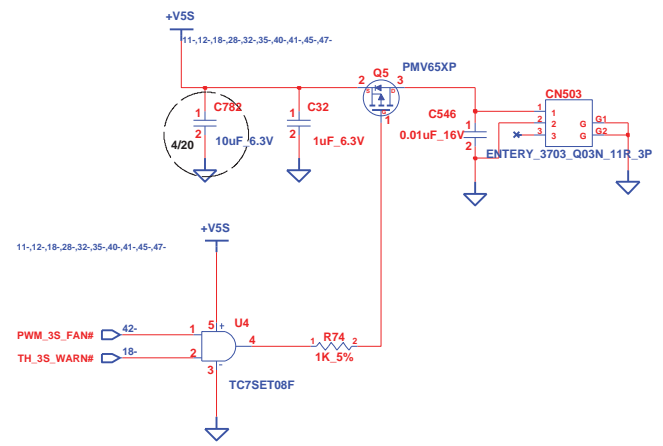 +V5S
11-,12-,18-,28-,32-,35-,40-,41-,45-,47-
Q5
PMV65XP
2
3
S
D
G
1
C782
1
2
10uF_6.3V
4/20
C32
1
2
1uF_6.3V
C546
1
2
0.01uF_16V
CN503
1
2
3
1
2
3
G
G
G1
G2
ENTERY_3703_Q03N_11R_3P
+V5S
11-,12-,18-,28-,32-,35-,40-,41-,45-,47-
PWM_3S_FAN#
42-
TH_3S_WARN#
18-
1
2
5
+
U4
4
3
-
TC7SET08F
R74
1
2
1K_5%